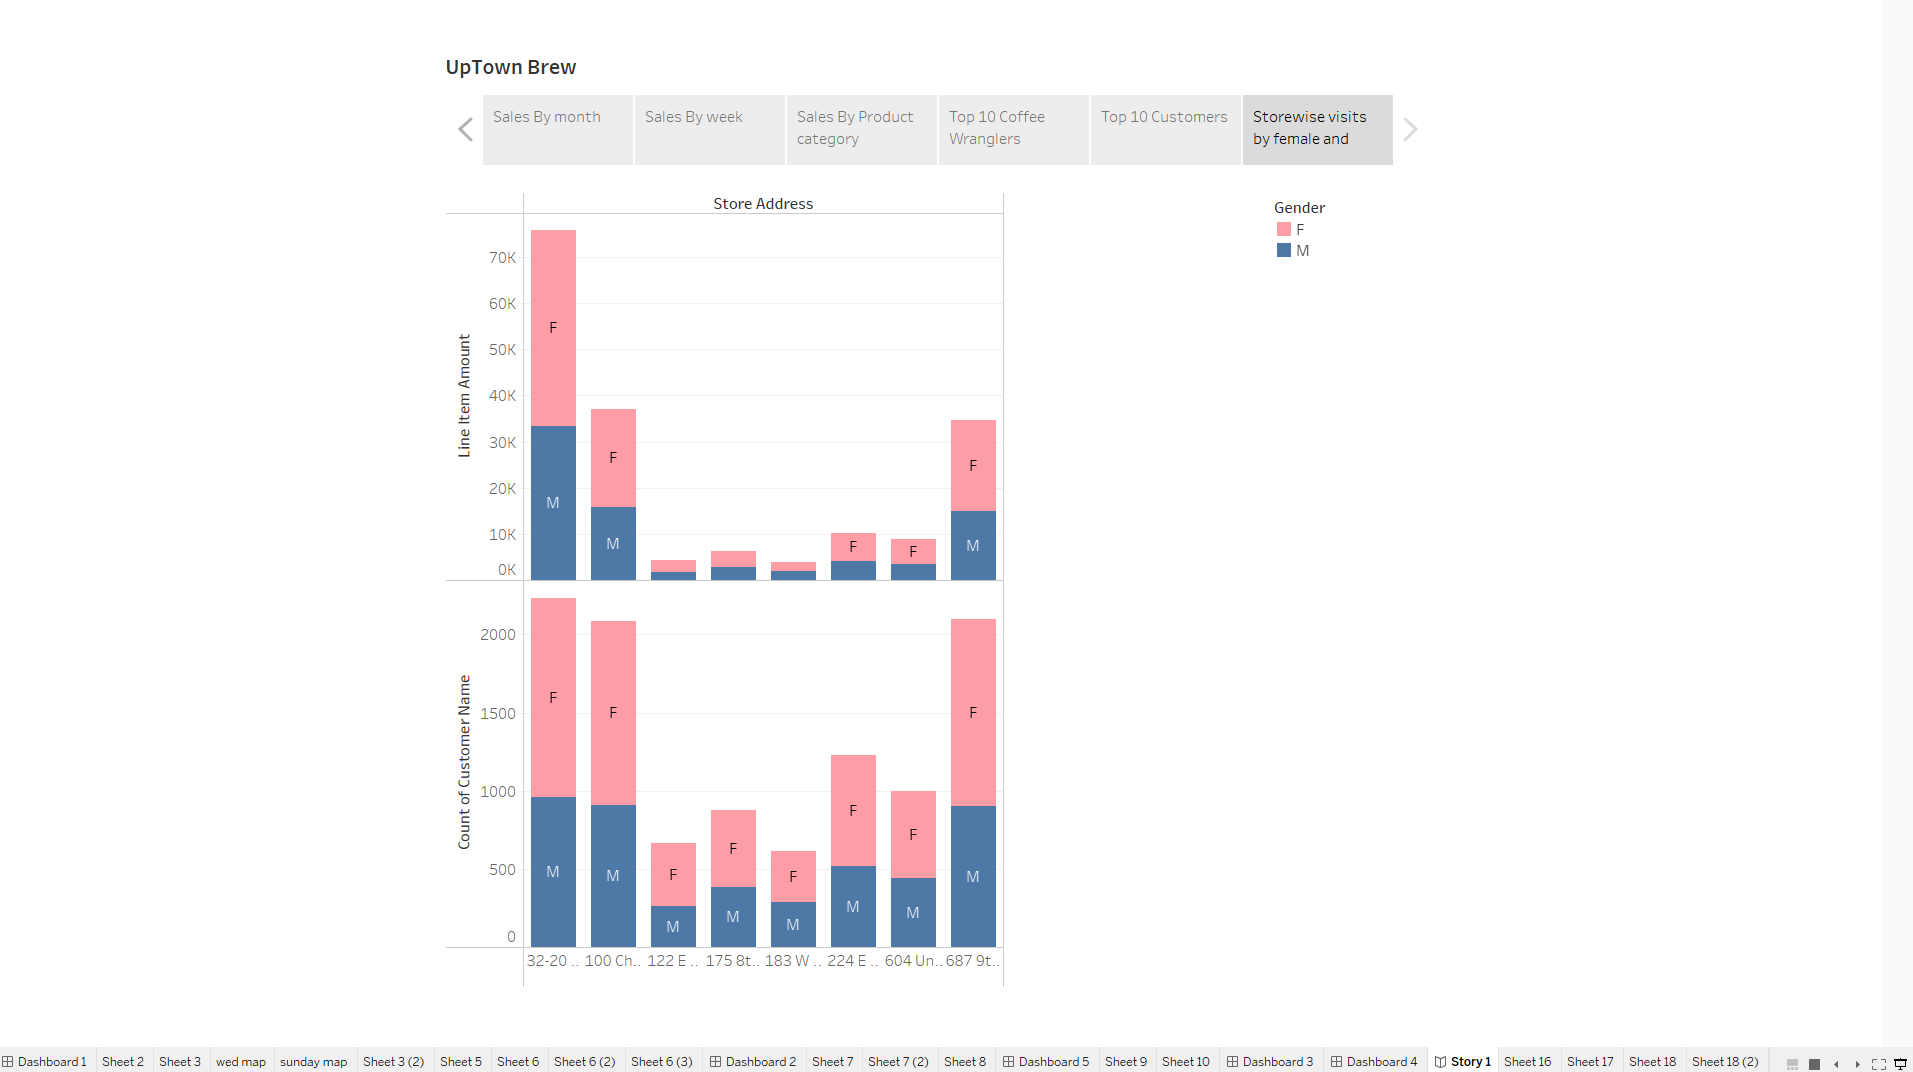 UpTown Brew
Sales By month
Sales By week
Sales By Product
category
Top 10 Coffee
Wranglers
Top 10 Customers
Storewise visits
by female and
Store Address
Gender
F
M
Line Item Amount
70K
60K
50K
40K
30K
20K
10K
0K
F
M
F
M
F
F
F
M
Count of Customer Name
2000
1500
1000
500
0
F
M
F
M
F
M
F
M
F
M
F
M
F
M
F
M
32-20 .. 100 Ch.. 122 E .. 175 8t.. 183 W .. 224 E .. 604 Un.. 687 9t..
Dashboard 1 Sheet 2 Sheet 3 wed map sunday map Sheet 3 (2) Sheet 5 Sheet 6 Sheet 6 (2) Sheet 6 (3) Dashboard 2 Sheet 7 Sheet 7 (2) Sheet 8 Dashboard 5 Sheet 9 Sheet 10 Dashboard 3 Dashboard 4 Story 1 Sheet 16 Sheet 17 Sheet 18 Sheet 18 (2)